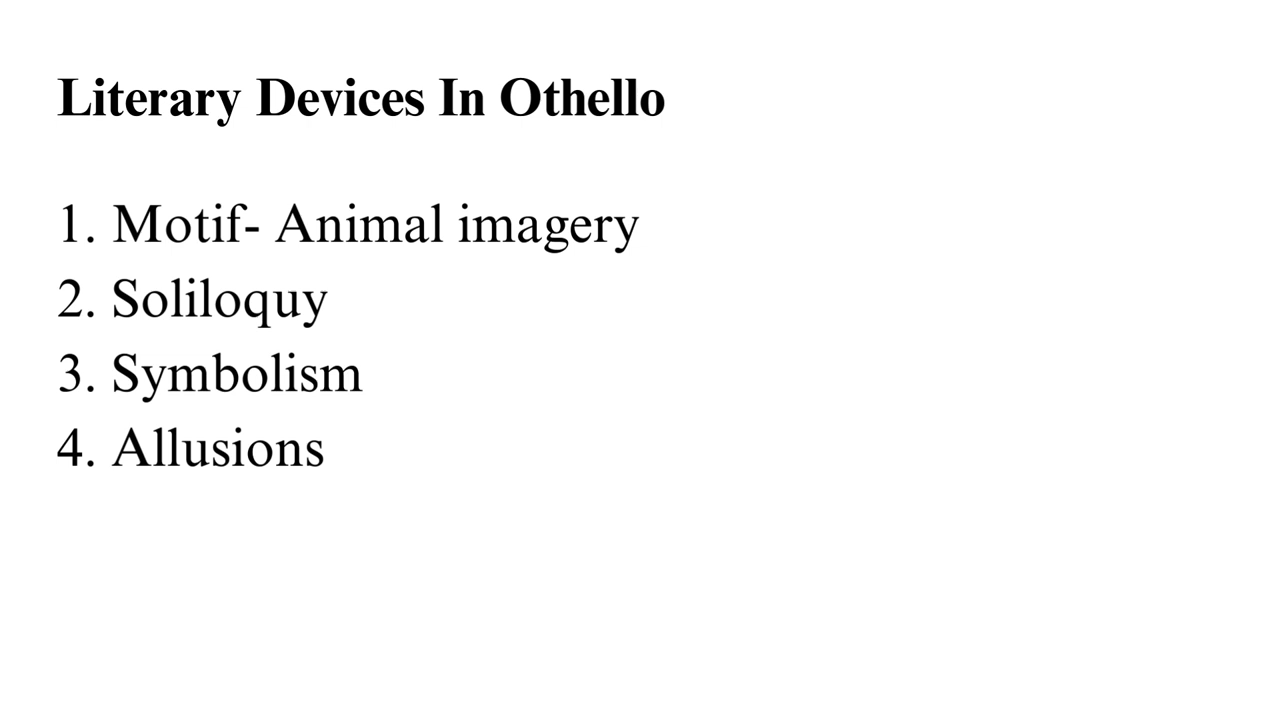 Literary Devices In Othello
1. Motif- Animal imagery
2. Soliloquy
3. Symbolism
4. Allusions